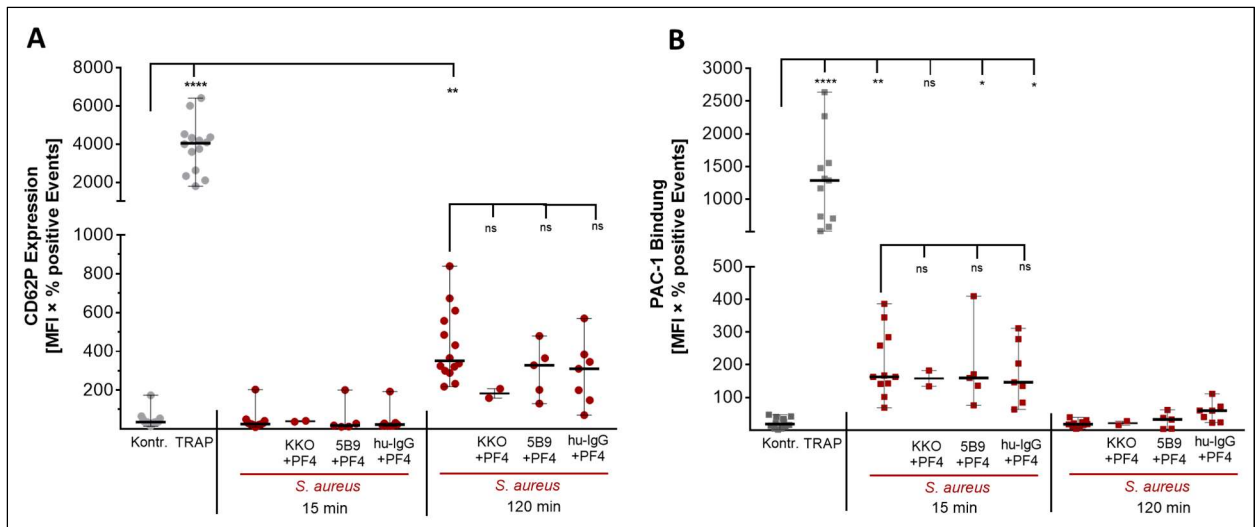 A
CD62P Expression
[MFI × % positive Events]
8000
6000
4000
2000
1000
800
600
400
200
****
**
ns
ns
ns
Kontr.
TRAP
KKO
+PF4
5B9
+PF4
hu-IgG
+PF4
S. aureus
15 min
KKO
+PF4
5B9
+PF4
hu-IgG
+PF4
S. aureus
120 min
B
PAC-1 Bindung
[MFI × % positive Events]
3000
2500
2000
1500
1000
500
400
300
200
100
****
**
ns
*
*
ns
ns
ns
Kontr.
TRAP
KKO
+PF4
5B9
+PF4
hu-IgG
+PF4
S. aureus
15 min
KKO
+PF4
5B9
+PF4
hu-IgG
+PF4
S. aureus
120 min